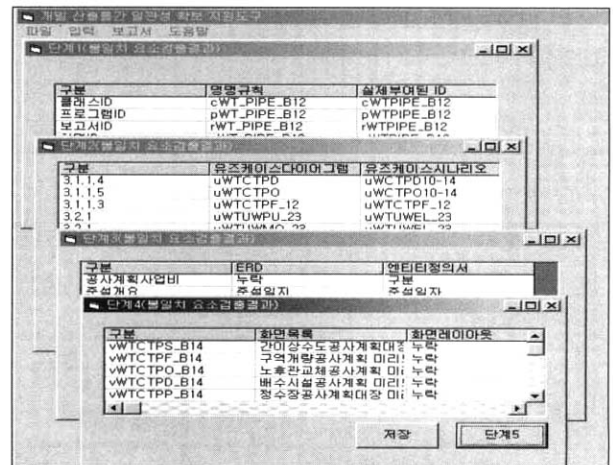 개발 산출물간 일관성 확보 지원도구
파일 입력 보고서 도움말
단계1(불일치 요소검출결과)
구분 명명규칙 실제부여된 ID
클래스ID cWT_PIPE_B12 cWTPIPE_B12
프로그램ID pWT_PIPE_B12 pWTPIPE_B12
보고서ID rWT_PIPE_B12 rWTPIPE_B12
단계2(불일치 요소검출결과)
구분 유즈케이스다이어그램 유즈케이스시나리오
3.1.1.4 uWTCTPD uWCTPD10-14
3.1.1.5 uWTCTPO uWCTPO10-14
3.1.1.3 uWTCTPF_12 uWTCTPF_12
3.2.1 uWTUWPU_23 uWTUWEL_23
3.2.1 uWTUWMO_23 uWTUWEL_23
단계3(불일치 요소검출결과)
구분 ERD 엔티티정의서
공사계획사업비 누락 구분
주설개요 주설일지 주설일자
단계4(불일치 요소검출결과)
구분 화면목록 화면레이아웃
vWTCTPS_B14 간이상수도공사계획대장 누락
vWTCTPF_B14 구역개량공사계획 미리 누락
vWTCTPO_B14 노후관교체공사계획 미 누락
vWTCTPD_B14 배수시설공사계획 미리 누락
vWTCTPP_B14 정수장공사계획대장 미 누락
저장 단계5